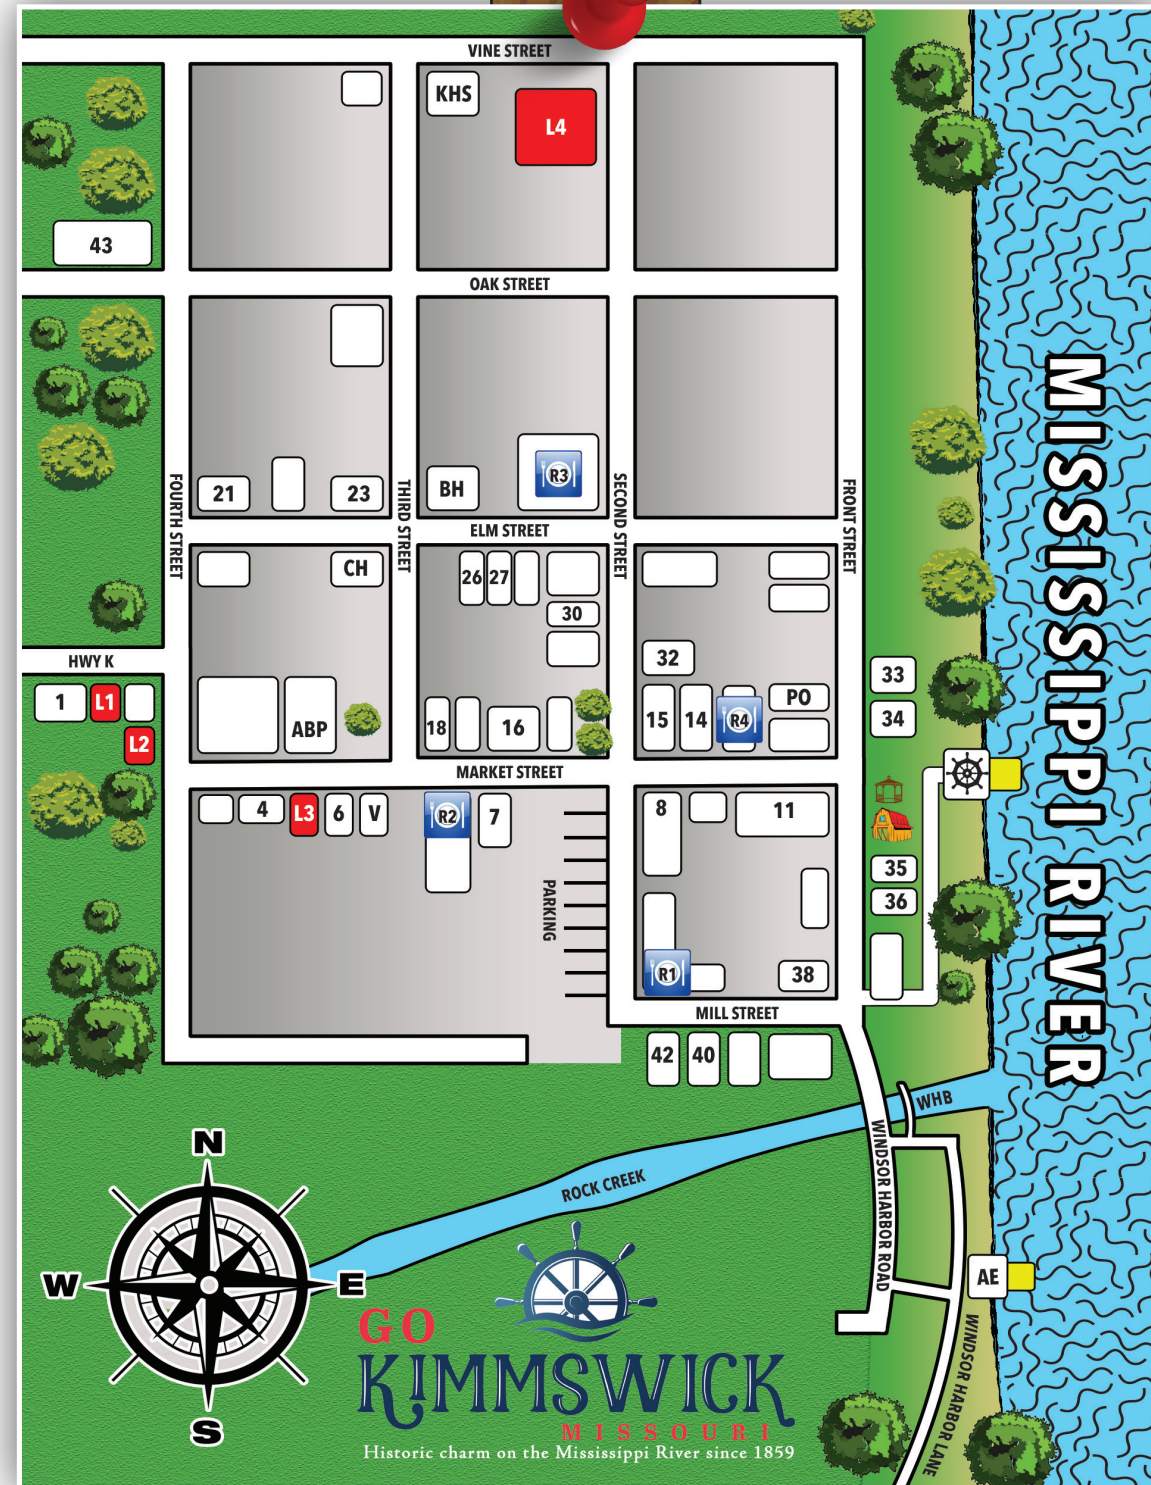 VINE STREET
KHS
L4
43
OAK STREET
R3
21
23
BH
FOURTH STREET
THIRD STREET
SECOND STREET
FRONT STREET
ELM STREET
CH
26
27
30
32
HWY K
1
L1
L2
ABP
18
16
15
14
R4
PO
33
34
MARKET STREET
4
L3
6
V
R2
7
8
11
PARKING
35
36
R1
38
MILL STREET
42
40
MISSISSIPPI RIVER
WHB
WINDSOR HARBOR ROAD
ROCK CREEK
N
W
E
S
AE
WINDSOR HARBOR LANE
GO
KIMMSWICK
MISSOURI
Historic charm on the Mississippi River since 1859